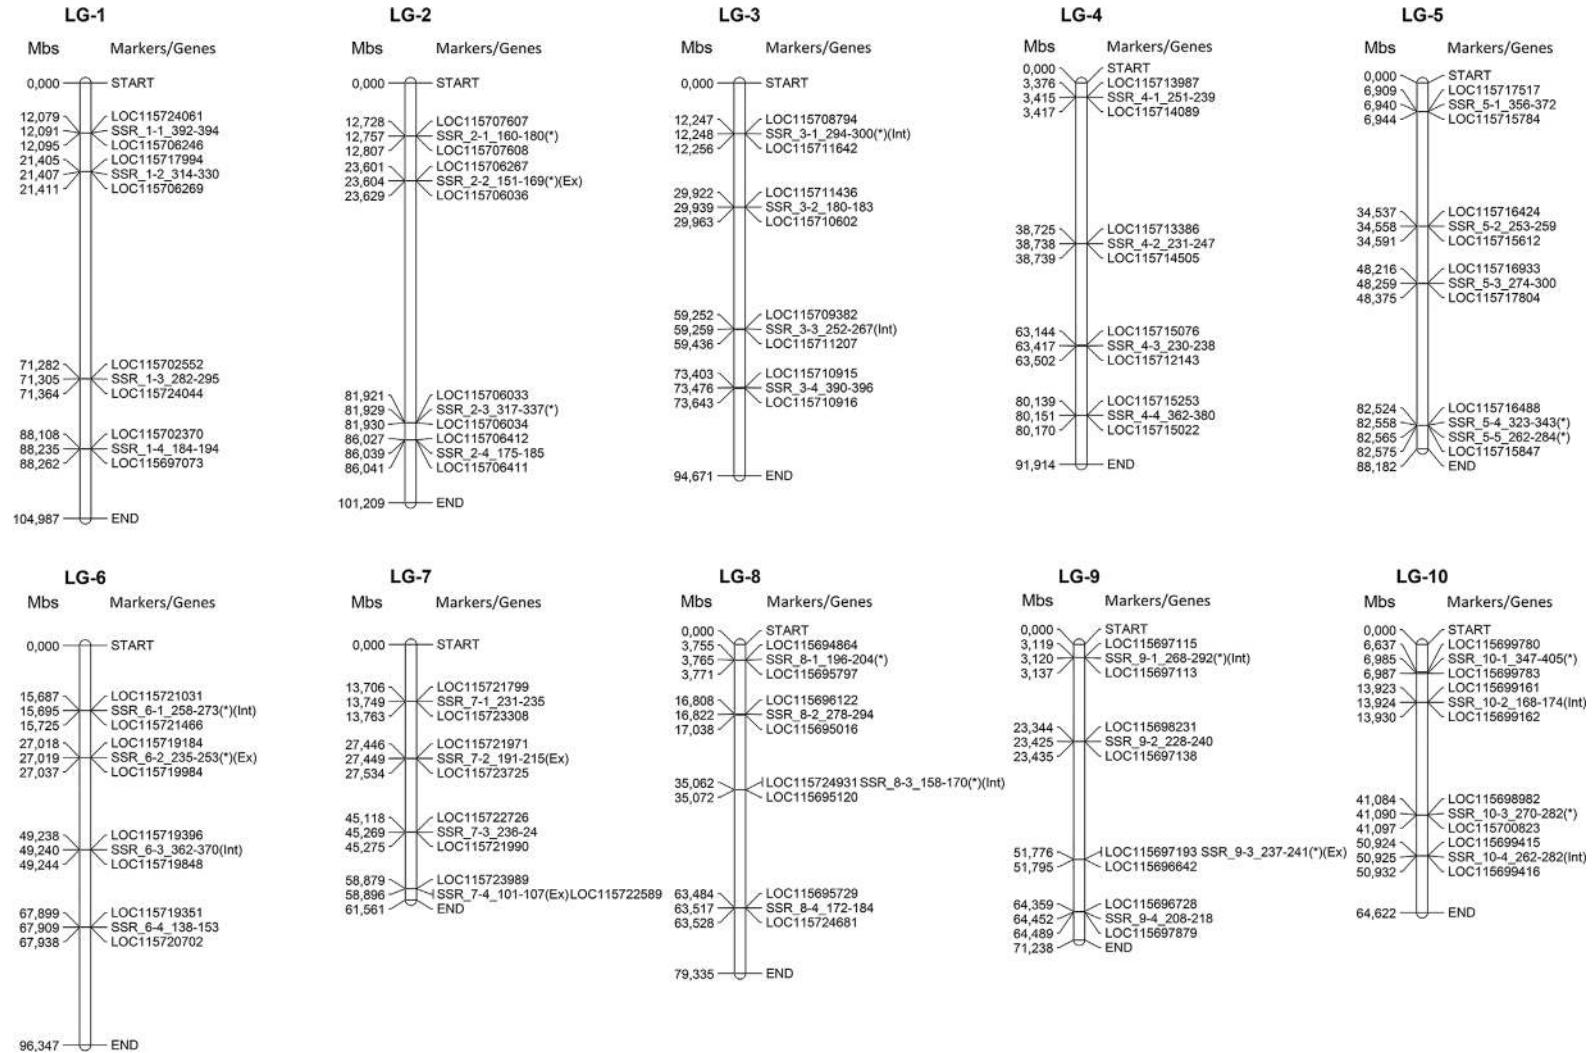 LG-1
Mbs Markers/Genes
0,000 START
12,079 LOC115724061
12,091 SSR_1-1_392-394
12,095 LOC115706246
21,405 LOC115717994
21,407 SSR_1-2_314-330
21,411 LOC115706269
71,282 LOC115702552
71,305 SSR_1-3_282-295
71,364 LOC115724044
88,108 LOC115702370
88,235 SSR_1-4_184-194
88,262 LOC115697073
104,987 END
LG-2
Mbs Markers/Genes
0,000 START
12,728 LOC115707607
12,757 SSR_2-1_160-180(*)
12,807 LOC115707608
23,601 LOC115706267
23,604 SSR_2-2_151-169(*)(Ex)
23,629 LOC115706036
81,921 LOC115706033
81,929 SSR_2-3_317-337(*)
81,930 LOC115706034
86,027 LOC115706412
86,039 SSR_2-4_175-185
86,041 LOC115706411
101,209 END
LG-3
Mbs Markers/Genes
0,000 START
12,247 LOC115708794
12,248 SSR_3-1_294-300(*)(Int)
12,256 LOC115711642
29,922 LOC115711436
29,939 SSR_3-2_180-183
29,963 LOC115710602
59,252 LOC115709382
59,259 SSR_3-3_252-267(Int)
59,436 LOC115711207
73,403 LOC115710915
73,476 SSR_3-4_390-396
73,643 LOC115710916
94,671 END
LG-4
Mbs Markers/Genes
0,000 START
3,376 LOC115713987
3,415 SSR_4-1_251-239
3,417 LOC115714089
38,725 LOC115713386
38,738 SSR_4-2_231-247
38,739 LOC115714505
63,144 LOC115715076
63,417 SSR_4-3_230-238
63,502 LOC115712143
80,139 LOC115715253
80,151 SSR_4-4_362-380
80,170 LOC115715022
91,914 END
LG-5
Mbs Markers/Genes
0,000 START
6,909 LOC115717517
6,940 SSR_5-1_356-372
6,944 LOC115715784
34,537 LOC115716424
34,558 SSR_5-2_253-259
34,591 LOC115715612
48,216 LOC115716933
48,259 SSR_5-3_274-300
48,375 LOC115717804
82,524 LOC115716488
82,558 SSR_5-4_323-343(*)
82,565 SSR_5-5_262-284(*)
82,575 LOC115715847
88,182 END
LG-6
Mbs Markers/Genes
0,000 START
15,687 LOC115721031
15,695 SSR_6-1_258-273(*)(Int)
15,725 LOC115721466
27,018 LOC115719184
27,019 SSR_6-2_235-253(*)(Ex)
27,037 LOC115719984
49,238 LOC115719396
49,240 SSR_6-3_362-370(Int)
49,244 LOC115719848
67,899 LOC115719351
67,909 SSR_6-4_138-153
67,938 LOC115720702
96,347 END
LG-7
Mbs Markers/Genes
0,000 START
13,706 LOC115721799
13,749 SSR_7-1_231-235
13,763 LOC115723308
27,446 LOC115721971
27,449 SSR_7-2_191-215(Ex)
27,534 LOC115723725
45,118 LOC115722726
45,269 SSR_7-3_236-24
45,275 LOC115721990
58,879 LOC115723989
58,896 SSR_7-4_101-107(Ex)LOC115722589
61,561 END
LG-8
Mbs Markers/Genes
0,000 START
3,755 LOC115694864
3,765 SSR_8-1_196-204(*)
3,771 LOC115695797
16,808 LOC115696122
16,822 SSR_8-2_278-294
17,038 LOC115695016
35,062 LOC115724931 SSR_8-3_158-170(*)(Int)
35,072 LOC115695120
63,484 LOC115695729
63,517 SSR_8-4_172-184
63,528 LOC115724681
79,335 END
LG-9
Mbs Markers/Genes
0,000 START
3,119 LOC115697115
3,120 SSR_9-1_268-292(*)(Int)
3,137 LOC115697113
23,344 LOC115698231
23,425 SSR_9-2_228-240
23,435 LOC115697138
51,776 LOC115697193 SSR_9-3_237-241(*)(Ex)
51,795 LOC115696642
64,359 LOC115696728
64,452 SSR_9-4_208-218
64,489 LOC115697879
71,238 END
LG-10
Mbs Markers/Genes
0,000 START
6,637 LOC115699780
6,985 SSR_10-1_347-405(*)
6,987 LOC115699783
13,923 LOC115699161
13,924 SSR_10-2_168-174(Int)
13,930 LOC115699162
41,084 LOC115698982
41,090 SSR_10-3_270-282(*)
41,097 LOC115700823
50,924 LOC115699415
50,925 SSR_10-4_262-282(Int)
50,932 LOC115699416
64,622 END